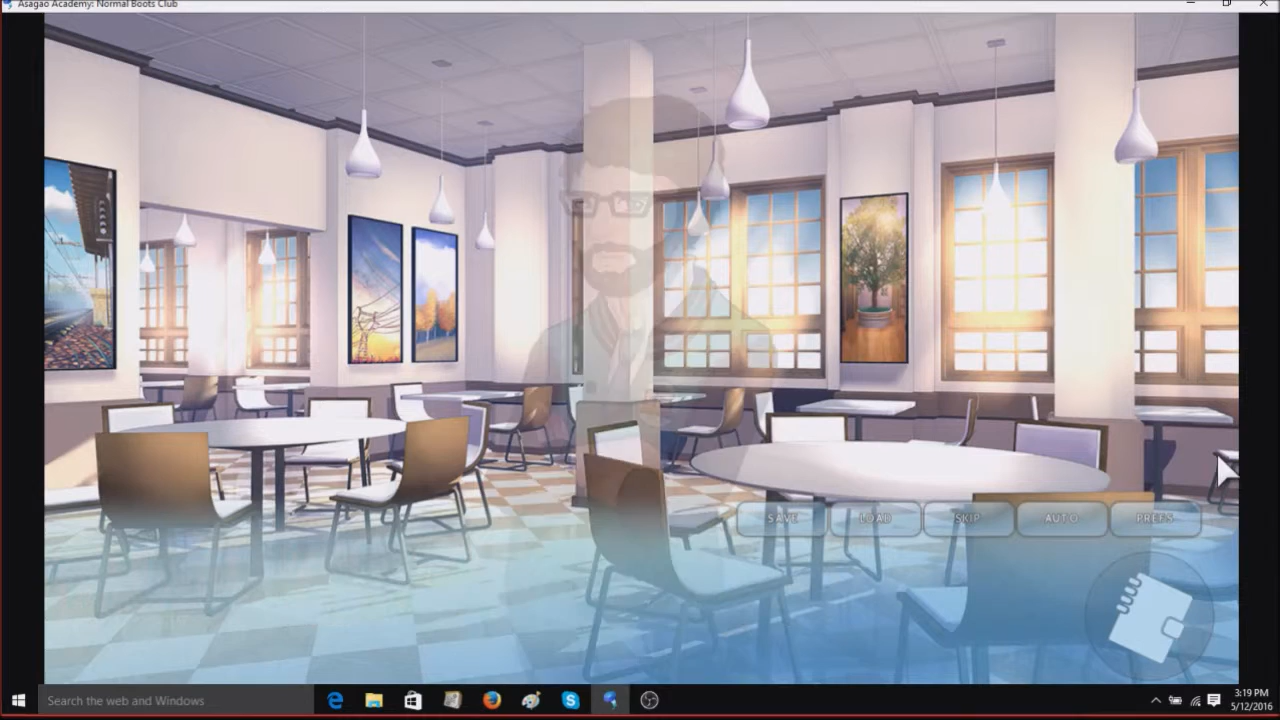 Asagao Academy: Normal Boots Club
SAVE
LOAD
SKIP
AUTO
PREFS
Search the web and Windows
3:19 PM
5/12/2016